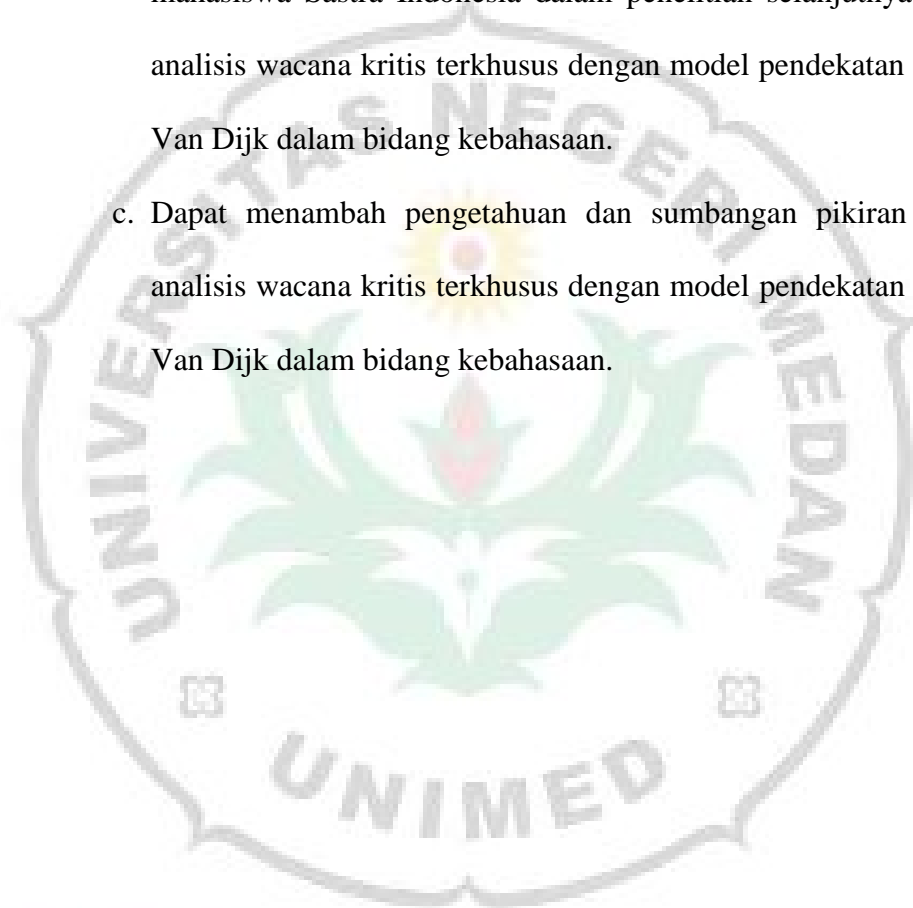 mahasiswa Sastra Indonesia dalam penelitian selanjutnya
analisis wacana kritis terkhusus dengan model pendekatan
Van Dijk dalam bidang kebahasaan.
c. Dapat menambah pengetahuan dan sumbangan pikiran
analisis wacana kritis terkhusus dengan model pendekatan
Van Dijk dalam bidang kebahasaan.
UNIVERSITAS NEGERI MEDAN
UNIMED